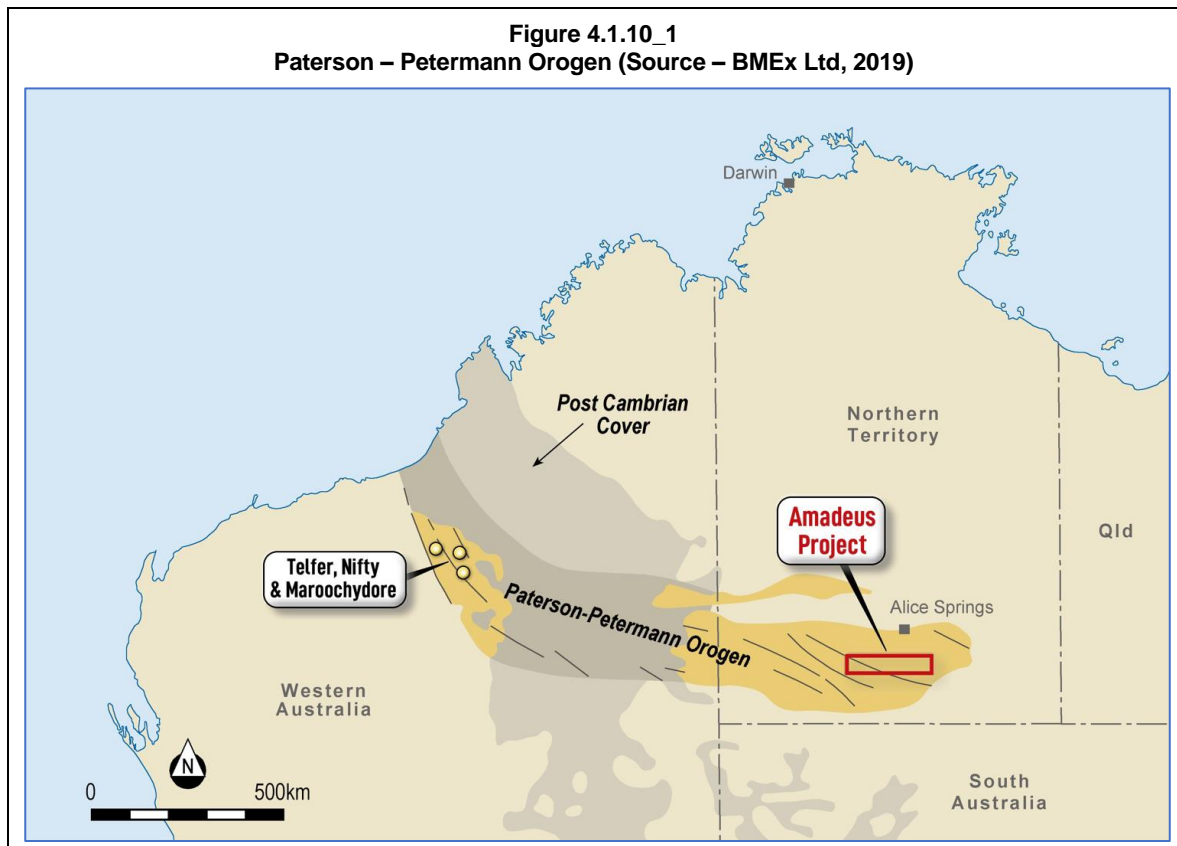 Figure 4.1.10_1
Paterson – Petermann Orogen (Source – BMEx Ltd, 2019)
Darwin
Post Cambrian
Cover
Northern
Territory
Amadeus
Project
Qld
Telfer, Nifty
& Maroochydore
Paterson-Petermann Orogen
Alice Springs
Western
Australia
N
0 500km
South
Australia